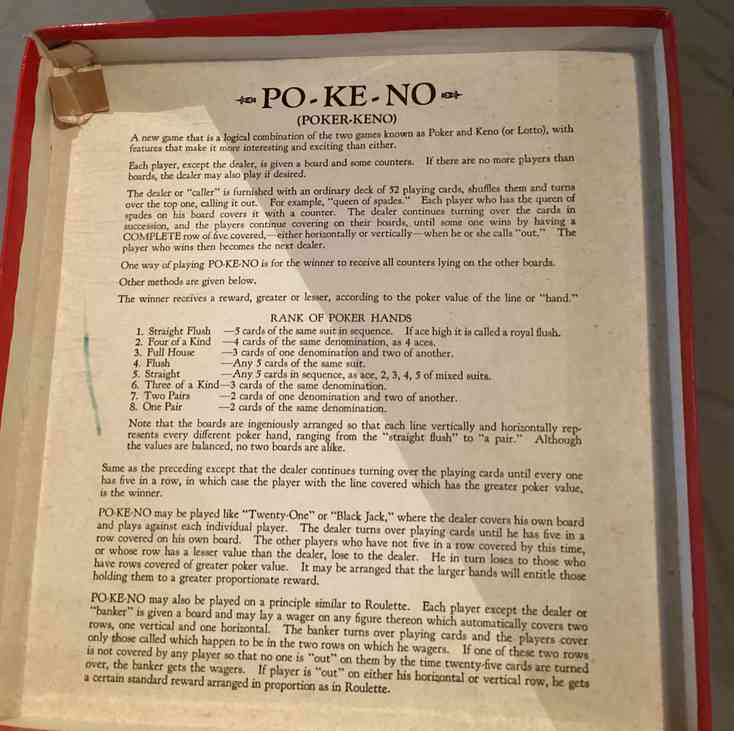 PO-KE-NO
(POKER-KENO)
A new game that is a logical combination of the two games known as Poker and Keno (or Lotto), with
features that make it more interesting and exciting than either.
Each player, except the dealer, is given a board and some counters. If there are no more players than
boards, the dealer may also play if desired.
The dealer or "caller" is furnished with an ordinary deck of 52 playing cards, shuffles them and turns
over the top one, calling it out. For example, "queen of spades." Each player who has the queen of
spades on his board covers it with a counter. The dealer continues turning over the cards in
succession, and the players continue covering on their boards, until some one wins by having a
COMPLETE row of five covered,—either horizontally or vertically—when he or she calls "out." The
player who wins then becomes the next dealer.
One way of playing PO-KE-NO is for the winner to receive all counters lying on the other boards.
Other methods are given below.
The winner receives a reward, greater or lesser, according to the poker value of the line or "hand."
RANK OF POKER HANDS
1. Straight Flush —5 cards of the same suit in sequence. If ace high it is called a royal flush.
2. Four of a Kind —4 cards of the same denomination, as 4 aces.
3. Full House —3 cards of one denomination and two of another.
4. Flush —Any 5 cards of the same suit.
5. Straight —Any 5 cards in sequence, as ace, 2, 3, 4, 5 of mixed suits.
6. Three of a Kind—3 cards of the same denomination.
7. Two Pairs —2 cards of one denomination and two of another.
8. One Pair —2 cards of the same denomination.
Note that the boards are ingeniously arranged so that each line vertically and horizontally rep-
resents every different poker hand, ranging from the "straight flush" to "a pair." Although
the values are balanced, no two boards are alike.
Same as the preceding except that the dealer continues turning over the playing cards until every one
has five in a row, in which case the player with the line covered which has the greater poker value,
is the winner.
PO-KE-NO may be played like "Twenty-One" or "Black Jack," where the dealer covers his own board
and plays against each individual player. The dealer turns over playing cards until he has five in a
row covered on his own board. The other players who have not five in a row covered by this time,
or whose row has a lesser value than the dealer, lose to the dealer. He in turn loses to those who
have rows covered of greater poker value. It may be arranged that the larger hands will entitle those
holding them to a greater proportionate reward.
PO-KE-NO may also be played on a principle similar to Roulette. Each player except the dealer or
"banker" is given a board and may lay a wager on any figure thereon which automatically covers two
rows, one vertical and one horizontal. The banker turns over playing cards and the players cover
only those called which happen to be in the two rows on which he wagers. If one of these two rows
is not covered by any player so that no one is "out" on them by the time twenty-five cards are turned
over, the banker gets the wagers. If player is "out" on either his horizontal or vertical row, he gets
a certain standard reward arranged in proportion as in Roulette.